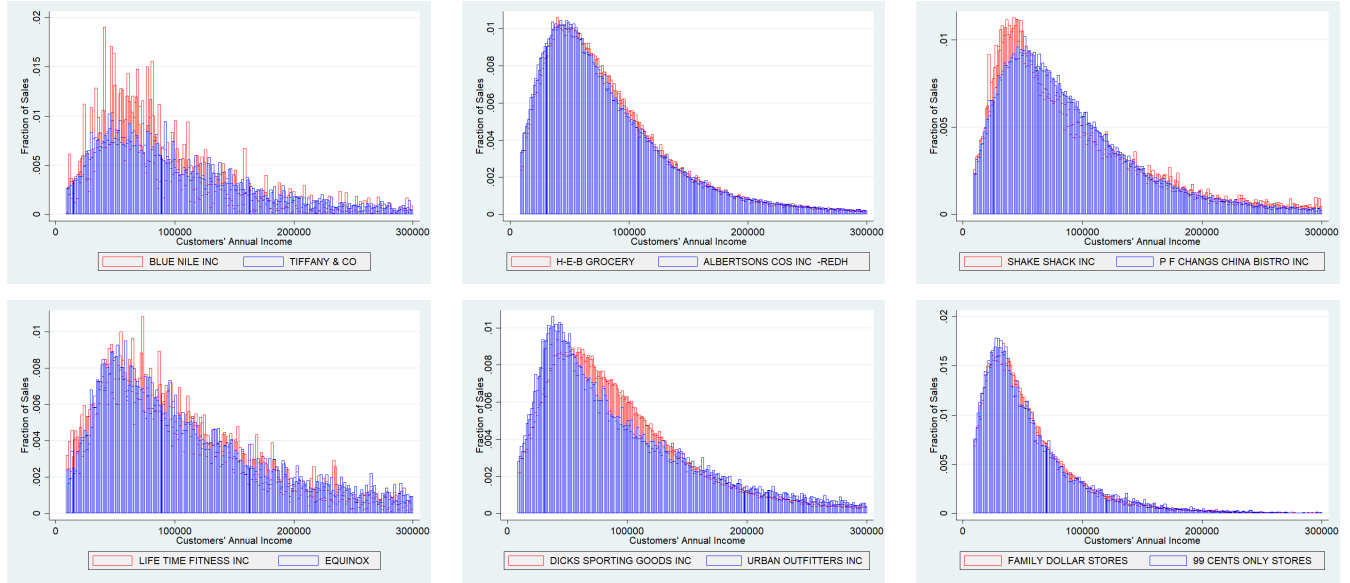 Fraction of Sales
.02
.015
.01
.005
0
0 100000 200000 300000
Customers' Annual Income
BLUE NILE INC TIFFANY & CO
Fraction of Sales
.01
.008
.006
.004
.002
0
0 100000 200000 300000
Customers' Annual Income
H-E-B GROCERY ALBERTSONS COS INC -REDH
Fraction of Sales
.01
.005
0
0 100000 200000 300000
Customers' Annual Income
SHAKE SHACK INC P F CHANGS CHINA BISTRO INC
Fraction of Sales
.01
.008
.006
.004
.002
0
0 100000 200000 300000
Customers' Annual Income
LIFE TIME FITNESS INC EQUINOX
Fraction of Sales
.01
.008
.006
.004
.002
0
0 100000 200000 300000
Customers' Annual Income
DICKS SPORTING GOODS INC URBAN OUTFITTERS INC
Fraction of Sales
.02
.015
.01
.005
0
0 100000 200000 300000
Customers' Annual Income
FAMILY DOLLAR STORES 99 CENTS ONLY STORES